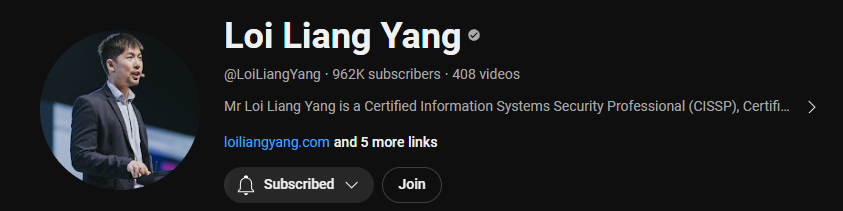 Loi Liang Yang
@LoiLiangYang · 962K subscribers · 408 videos
Mr Loi Liang Yang is a Certified Information Systems Security Professional (CISSP), Certifi...
loiliangyang.com and 5 more links
Subscribed
Join